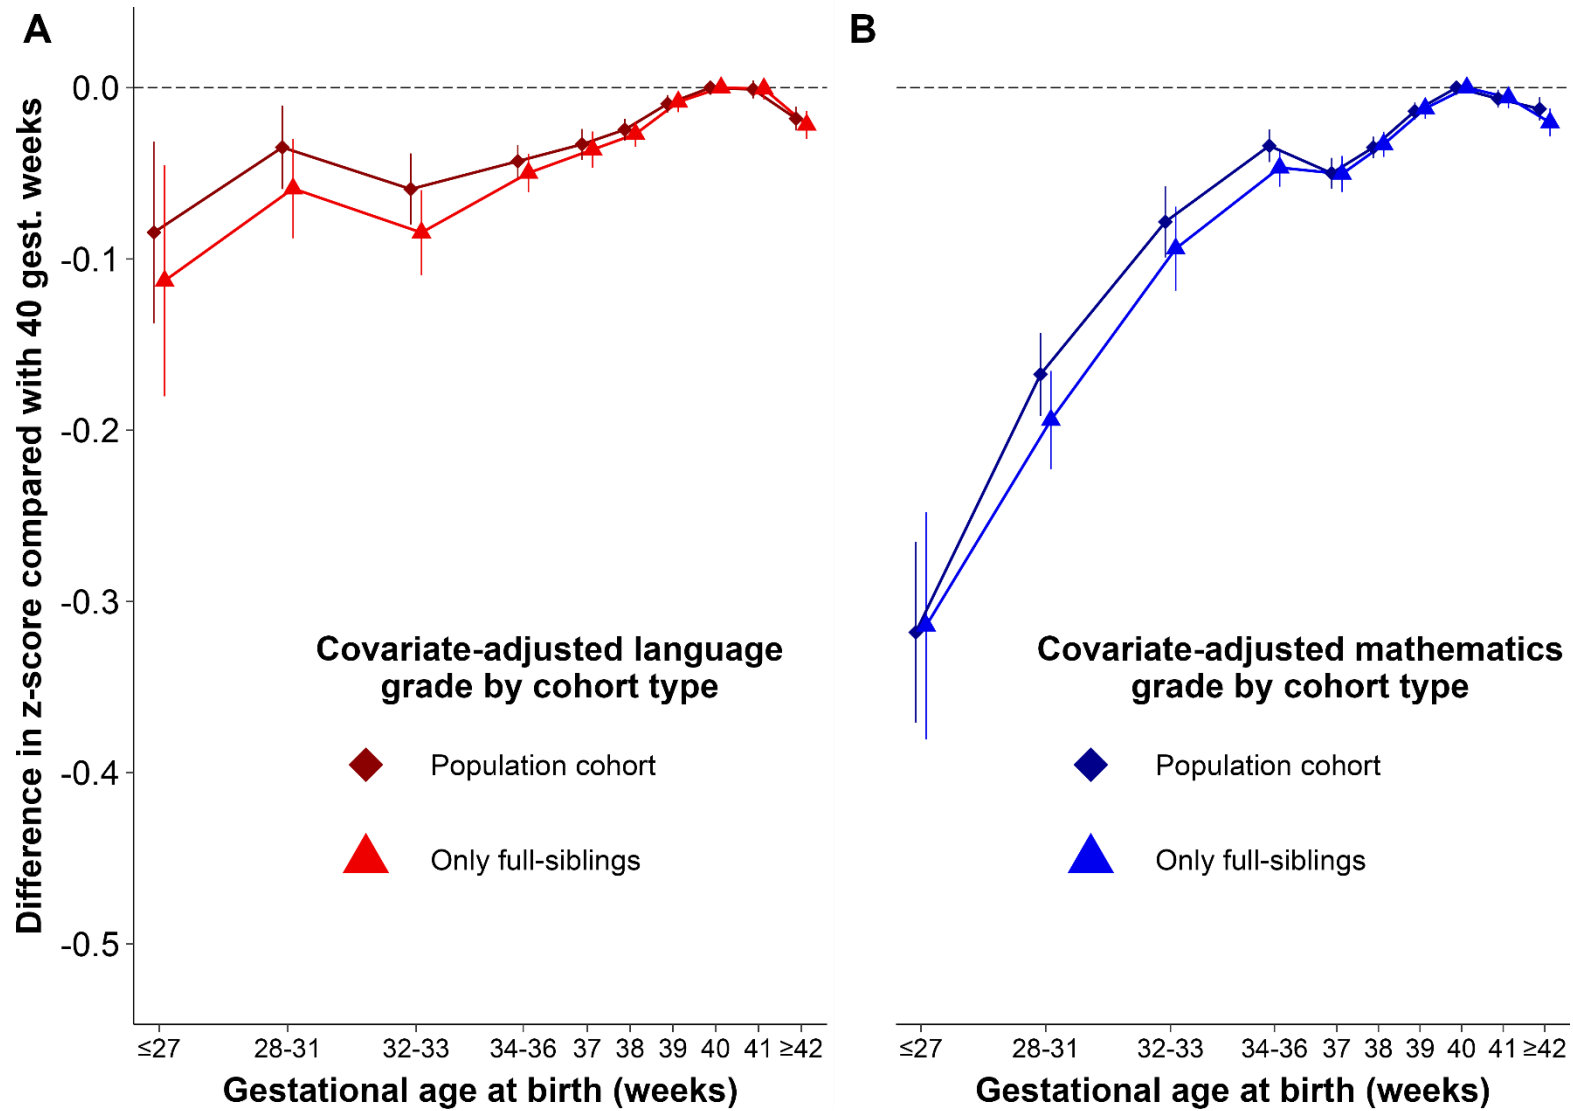 A
Difference in z-score compared with 40 gest. weeks
0.0
-0.1
-0.2
-0.3
-0.4
-0.5
Covariate-adjusted language
grade by cohort type
Population cohort
Only full-siblings
≤27 28-31 32-33 34-36 37 38 39 40 41 ≥42
Gestational age at birth (weeks)
B
Covariate-adjusted mathematics
grade by cohort type
Population cohort
Only full-siblings
≤27 28-31 32-33 34-36 37 38 39 40 41 ≥42
Gestational age at birth (weeks)